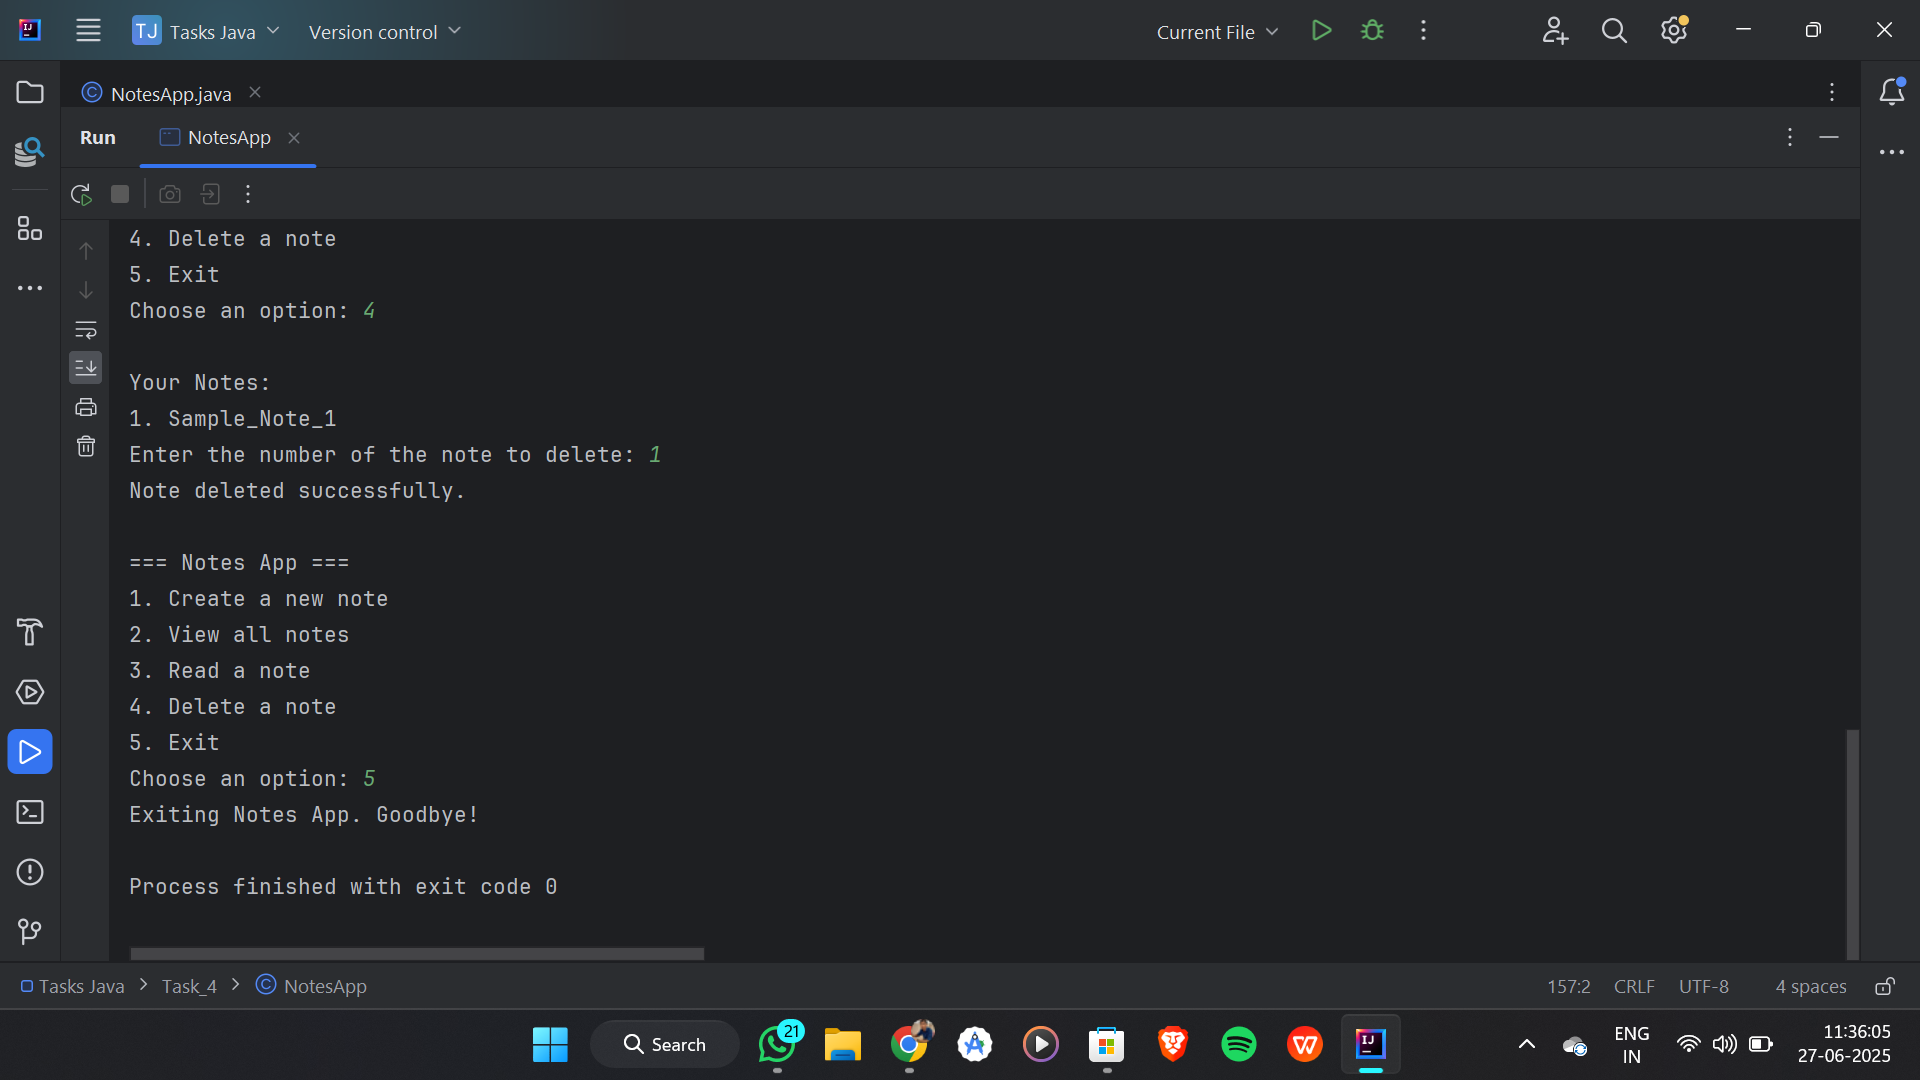 TJ Tasks Java Version control Current File
NotesApp.java
Run NotesApp
4. Delete a note
5. Exit
Choose an option: 4
Your Notes:
1. Sample_Note_1
Enter the number of the note to delete: 1
Note deleted successfully.
=== Notes App ===
1. Create a new note
2. View all notes
3. Read a note
4. Delete a note
5. Exit
Choose an option: 5
Exiting Notes App. Goodbye!
Process finished with exit code 0
Tasks Java > Task_4 > NotesApp 157:2 CRLF UTF-8 4 spaces
Search 21 ENG IN 11:36:05
27-06-2025